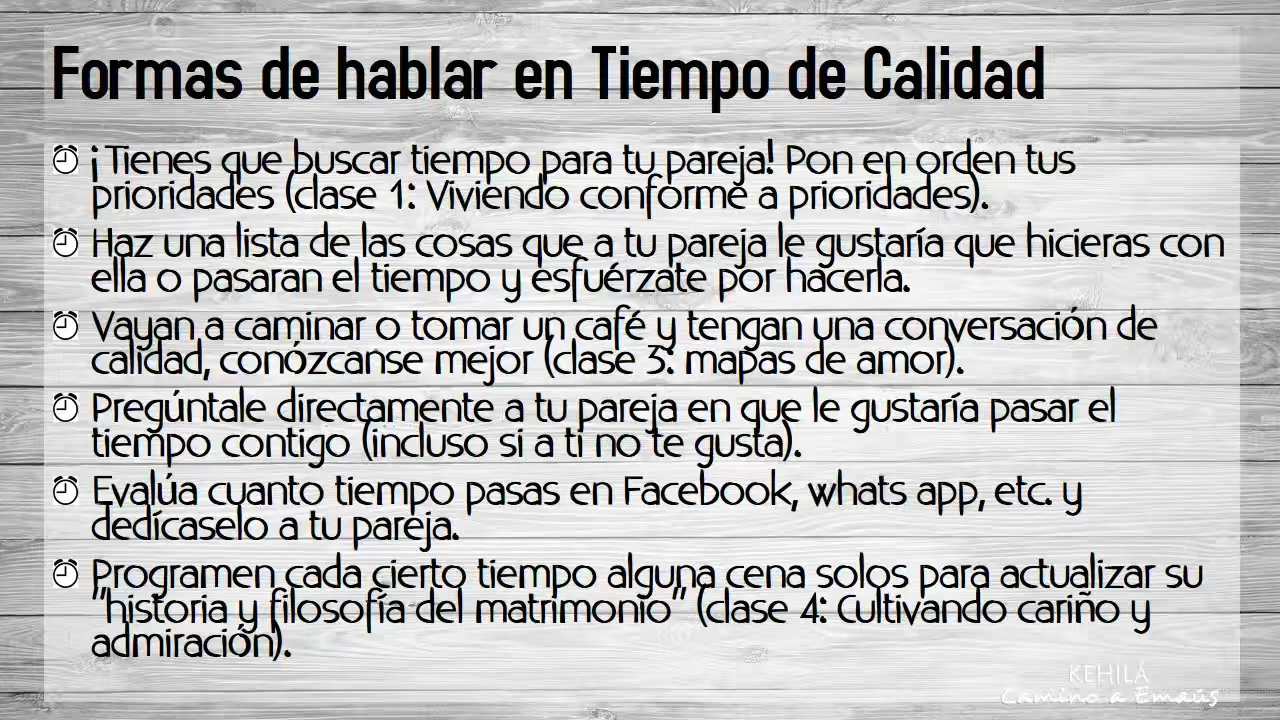 Formas de hablar en Tiempo de Calidad
¡Tienes que buscar tiempo para tu pareja! Pon en orden tus
prioridades (clase 1: Viviendo conforme a prioridades).
Haz una lista de las cosas que a tu pareja le gustaría que hicieras con
ella o pasaran el tiempo y esfuérzate por hacerla.
Vayan a caminar o tomar un café y tengan una conversación de
calidad, conózcanse mejor (clase 3: mapas de amor).
Pregúntale directamente a tu pareja en que le gustaría pasar el
tiempo contigo (incluso si a ti no te gusta).
Evalúa cuanto tiempo pasas en Facebook, whats app, etc. y
dedícaselo a tu pareja.
Programen cada cierto tiempo alguna cena solos para actualizar su
"historia y filosofía del matrimonio" (clase 4: Cultivando cariño y
admiración).
KEHILA
Camino a Emaús